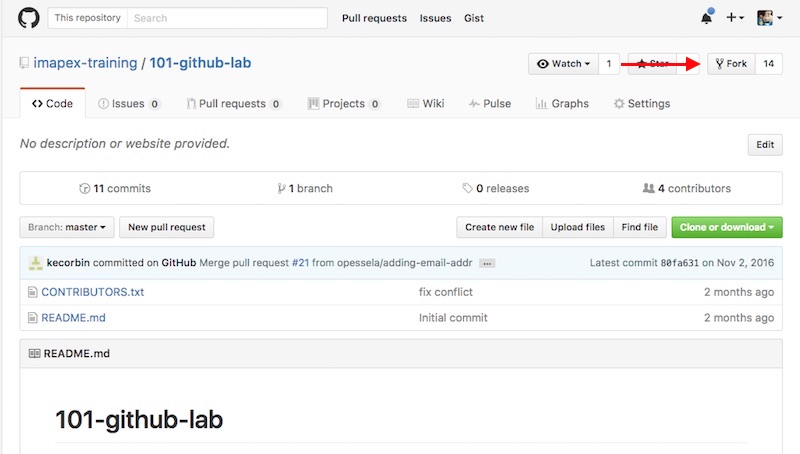 This repository Search Pull requests Issues Gist
imapex-training / 101-github-lab Watch 1 Star Fork 14
Code Issues 0 Pull requests 0 Projects 0 Wiki Pulse Graphs Settings
No description or website provided. Edit
11 commits 1 branch 0 releases 4 contributors
Branch: master New pull request Create new file Upload files Find file Clone or download
kecorbin committed on GitHub Merge pull request #21 from opessela/adding-email-addr ... Latest commit 80fa631 on Nov 2, 2016
CONTRIBUTORS.txt fix conflict 2 months ago
README.md Initial commit 2 months ago
README.md
101-github-lab